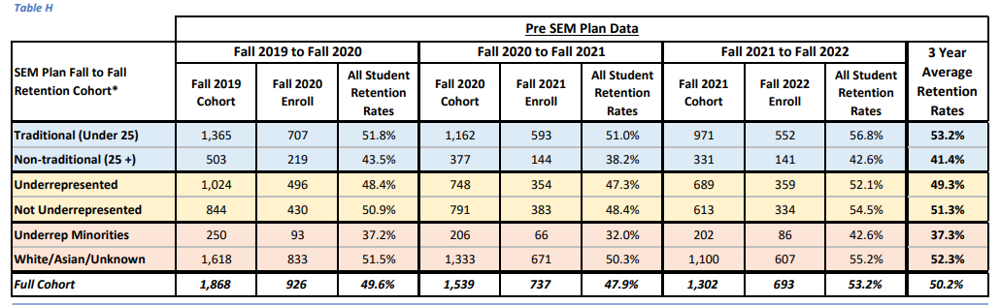 Table H
Pre SEM Plan Data
SEM Plan Fall to Fall Retention Cohort* Fall 2019 to Fall 2020 Fall 2020 to Fall 2021 Fall 2021 to Fall 2022 3 Year Average Retention Rates
Fall 2019 Cohort Fall 2020 Enroll All Student Retention Rates Fall 2020 Cohort Fall 2021 Enroll All Student Retention Rates Fall 2021 Cohort Fall 2022 Enroll All Student Retention Rates
Traditional (Under 25) 1,365 707 51.8% 1,162 593 51.0% 971 552 56.8% 53.2%
Non-traditional (25 +) 503 219 43.5% 377 144 38.2% 331 141 42.6% 41.4%
Underrepresented 1,024 496 48.4% 748 354 47.3% 689 359 52.1% 49.3%
Not Underrepresented 844 430 50.9% 791 383 48.4% 613 334 54.5% 51.3%
Underrep Minorities 250 93 37.2% 206 66 32.0% 202 86 42.6% 37.3%
White/Asian/Unknown 1,618 833 51.5% 1,333 671 50.3% 1,100 607 55.2% 52.3%
Full Cohort 1,868 926 49.6% 1,539 737 47.9% 1,302 693 53.2% 50.2%